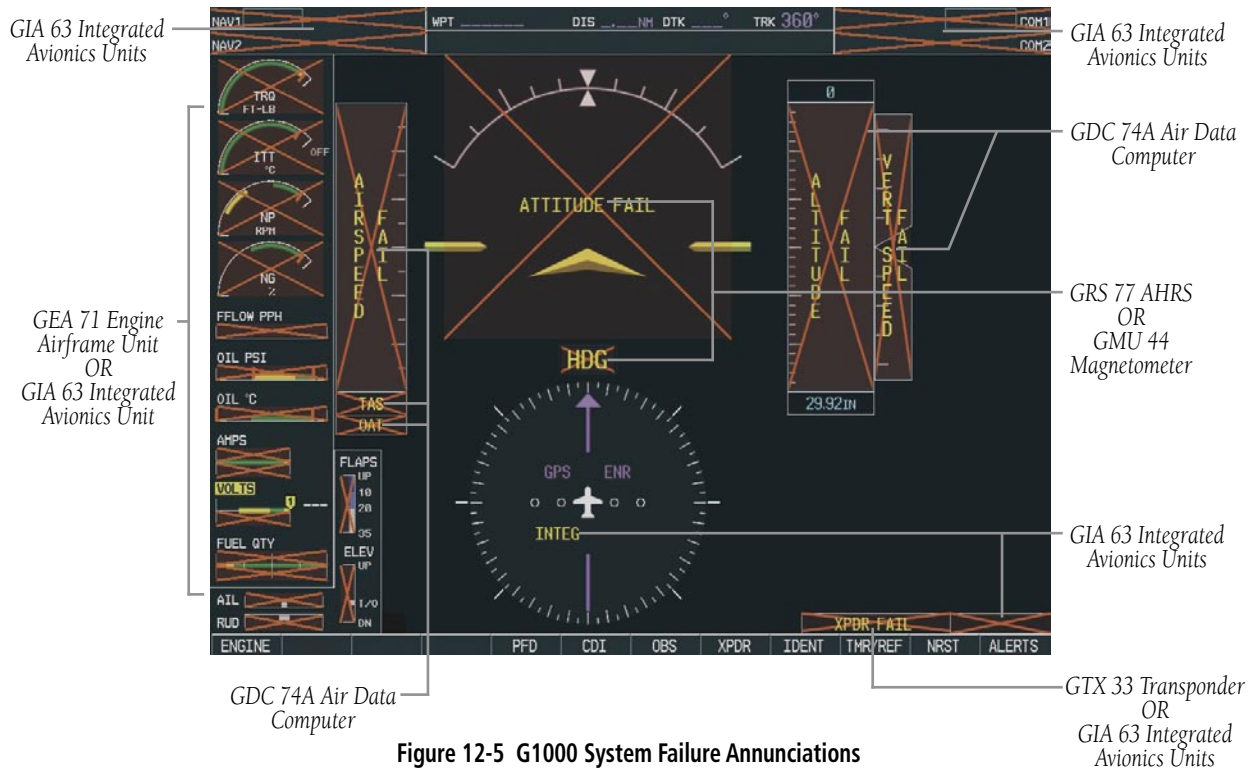 GIA 63 Integrated
Avionics Units
NAV1
NAV2
WPT _______ DIS __.__NM DTK ___° TRK 360°
COM1
COM2
GIA 63 Integrated
Avionics Units
TRQ
FT-LB
ITT
°C
OFF
NP
RPM
NG
%
FFLOW PPH
OIL PSI
OIL °C
AMPS
VOLTS
1 ---
FUEL QTY
AIL
RUD
GEA 71 Engine
Airframe Unit
OR
GIA 63 Integrated
Avionics Unit
AIRSPEED
FAIL
TAS
OAT
FLAPS
UP
10
20
35
ELEV
UP
T/O
DN
ATTITUDE FAIL
HDG
GPS ENR
INTEG
0
ALTITUDE
FAIL
29.92IN
VERT SPEED
FAIL
GDC 74A Air Data
Computer
GRS 77 AHRS
OR
GMU 44
Magnetometer
GIA 63 Integrated
Avionics Units
XPDR FAIL
ENGINE PFD CDI OBS XPDR IDENT TMR/REF NRST ALERTS
GDC 74A Air Data
Computer
GTX 33 Transponder
OR
GIA 63 Integrated
Avionics Units
Figure 12-5 G1000 System Failure Annunciations